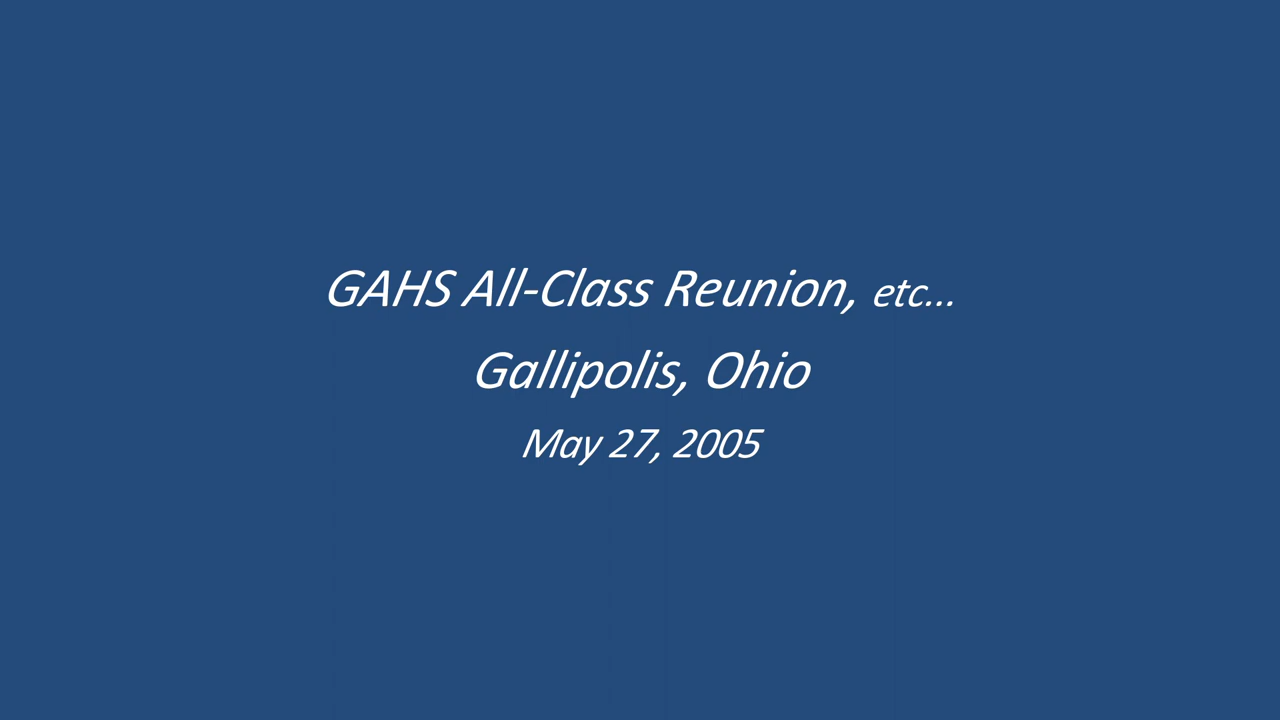 GAHS All-Class Reunion, etc...
Gallipolis, Ohio
May 27, 2005